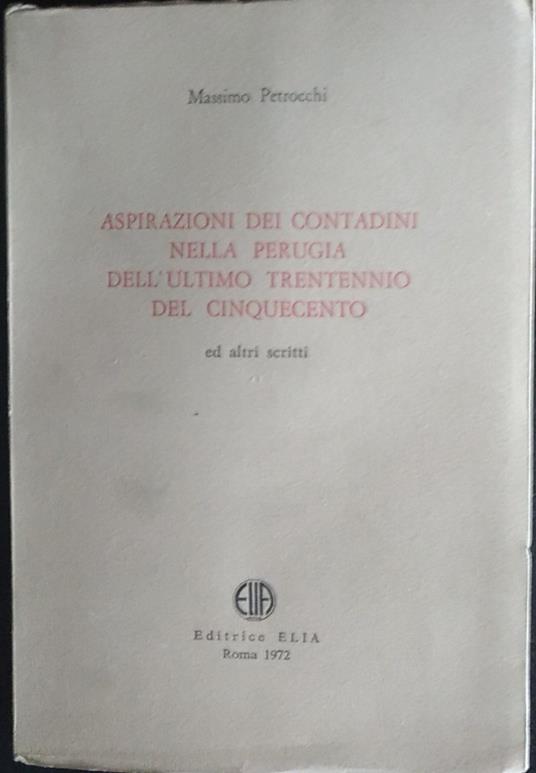 Massimo Petrocchi
ASPIRAZIONI DEI CONTADINI
NELLA PERUGIA
DELL'ULTIMO TRENTENNIO
DEL CINQUECENTO
ed altri scritti
ELIA
Editrice ELIA
Roma 1972